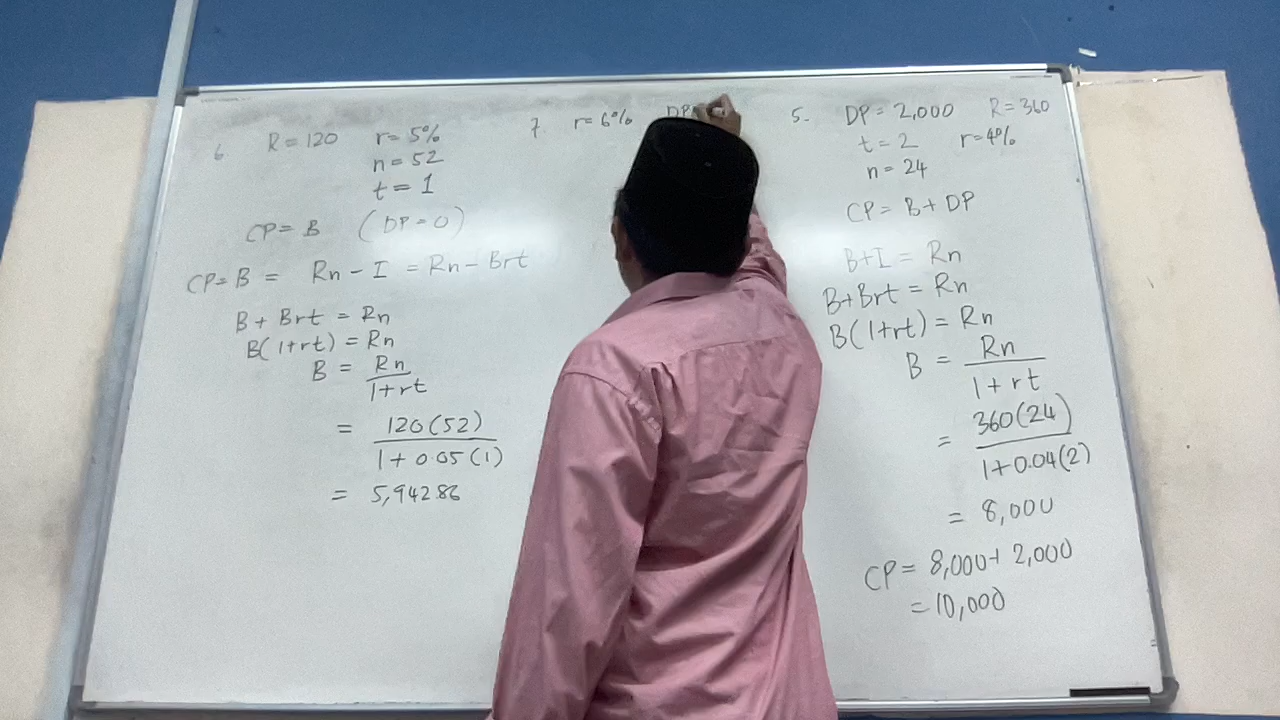 6 R = 120 r = 5%
n = 52
t = 1
CP = B (DP = 0)
CP = B = Rn - I = Rn - Brt
B + Brt = Rn
B(1+rt) = Rn
B = Rn
1+rt
= 120(52)
1 + 0.05(1)
= 5,94286
7. r = 6% DP
5. DP = 2,000 R = 360
t = 2 r = 4%
n = 24
CP = B + DP
B+I = Rn
B+Brt = Rn
B(1+rt) = Rn
B = Rn
1 + rt
= 360(24)
1+0.04(2)
= 8,000
CP = 8,000 + 2,000
= 10,000